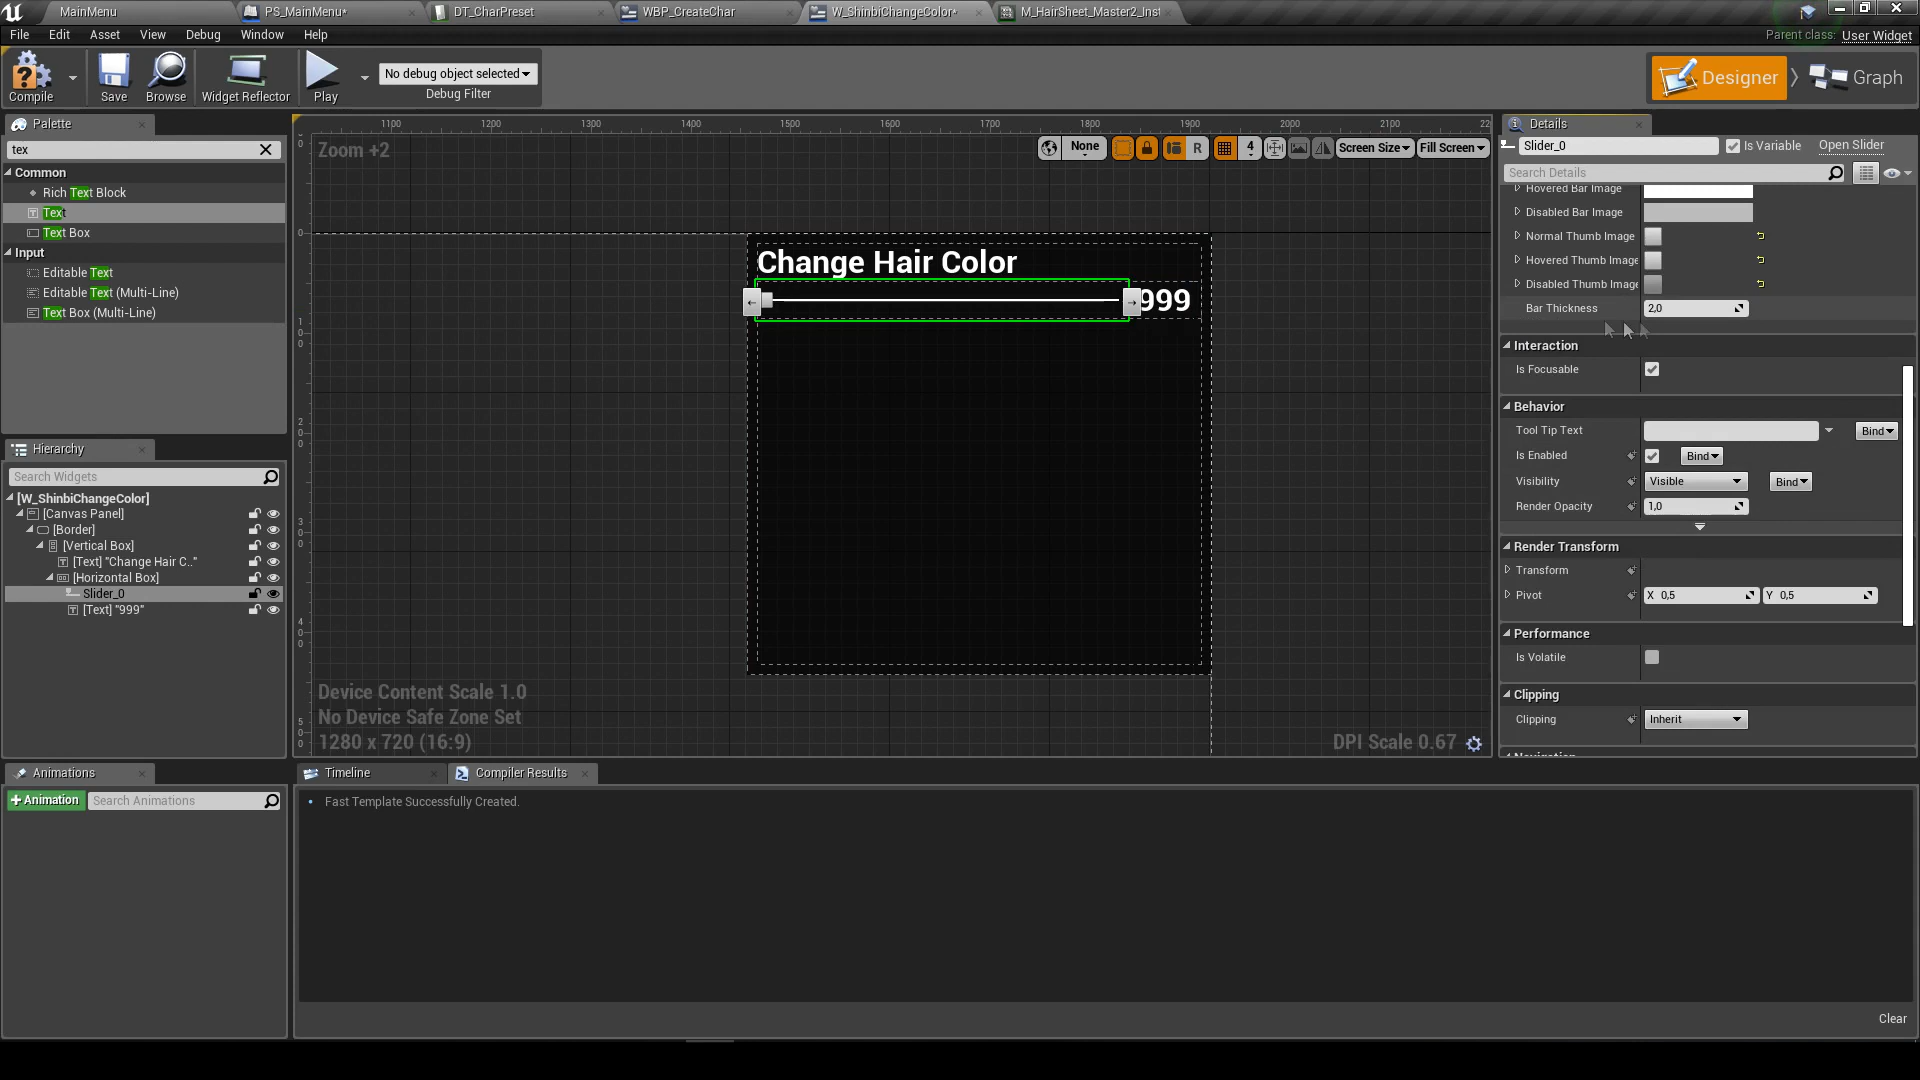 MainMenu PS_MainMenu* DT_CharPreset WBP_CreateChar W_ShinbiChangeColor* M_HairSheet_Master2_Inst
File Edit Asset View Debug Window Help Parent class: User Widget
Compile Save Browse Widget Reflector Play No debug object selected Debug Filter Designer Graph
Palette
tex
Common
Rich Text Block
Text
Text Box
Input
Editable Text
Editable Text (Multi-Line)
Text Box (Multi-Line)
Hierarchy
Search Widgets
[W_ShinbiChangeColor]
[Canvas Panel]
[Border]
[Vertical Box]
[Text] "Change Hair C.."
[Horizontal Box]
Slider_0
[Text] "999"
Animations
+Animation Search Animations
1100 1200 1300 1400 1500 1600 1700 1800 1900 2000 2100
Zoom +2
None R 4 Screen Size Fill Screen
Change Hair Color
999
Device Content Scale 1.0
No Device Safe Zone Set
1280 x 720 (16:9)
DPI Scale 0.67
Timeline Compiler Results
Fast Template Successfully Created.
Clear
Details
Slider_0 Is Variable Open Slider
Search Details
Hovered Bar Image
Disabled Bar Image
Normal Thumb Image
Hovered Thumb Image
Disabled Thumb Image
Bar Thickness 2,0
Interaction
Is Focusable
Behavior
Tool Tip Text Bind
Is Enabled Bind
Visibility Visible Bind
Render Opacity 1,0
Render Transform
Transform
Pivot X 0,5 Y 0,5
Performance
Is Volatile
Clipping
Clipping Inherit